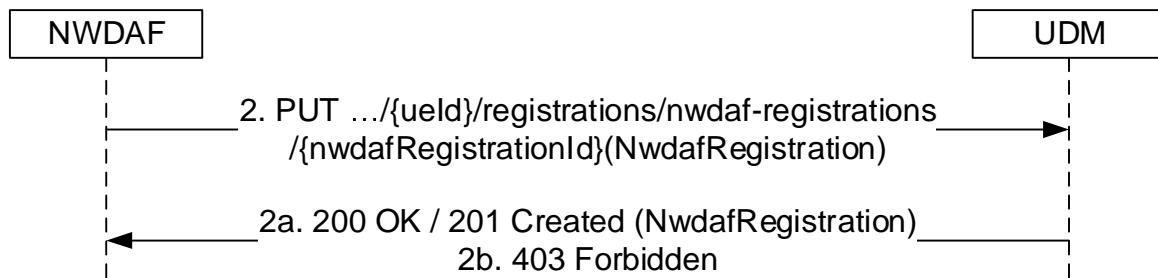 NWDAF
UDM
2. PUT …/{ueId}/registrations/nwdaf-registrations
/{nwdafRegistrationId}(NwdafRegistration)
2a. 200 OK / 201 Created (NwdafRegistration)
2b. 403 Forbidden